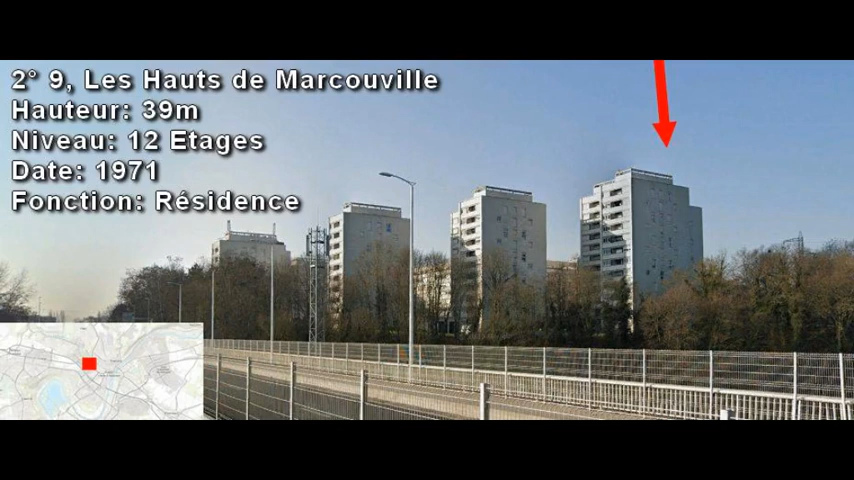 2° 9, Les Hauts de Marcouville
Hauteur: 39m
Niveau: 12 Etages
Date: 1971
Fonction: Résidence